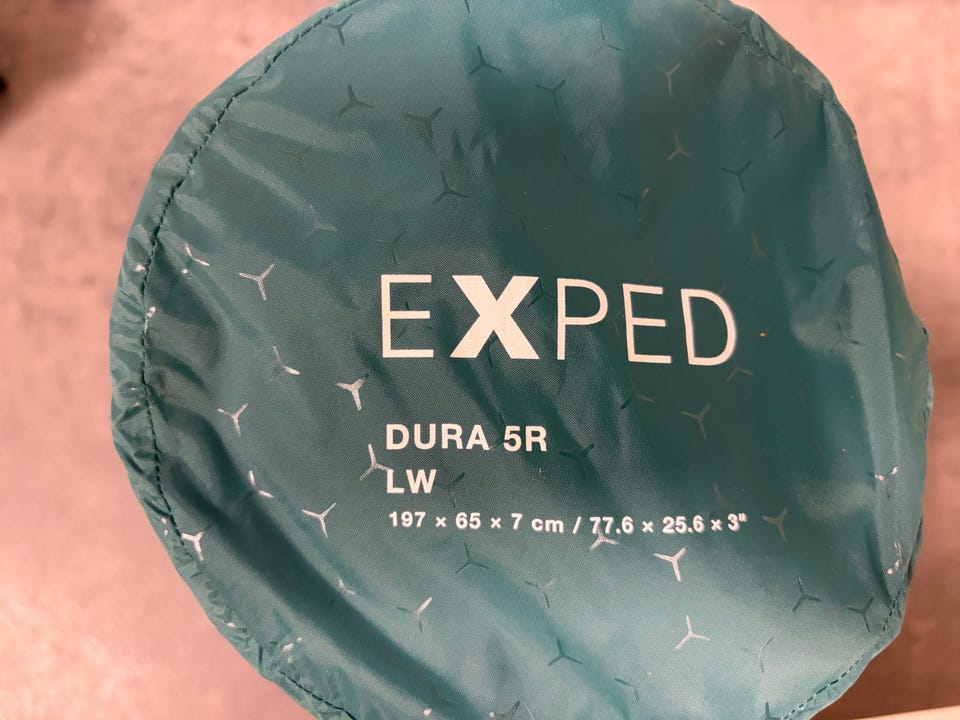 EXPED
DURA 5R
LW
197 × 65 × 7 cm / 77.6 × 25.6 × 3"